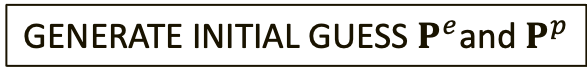 GENERATE INITIAL GUESS 𝐏ᵉ and 𝐏ᵖ